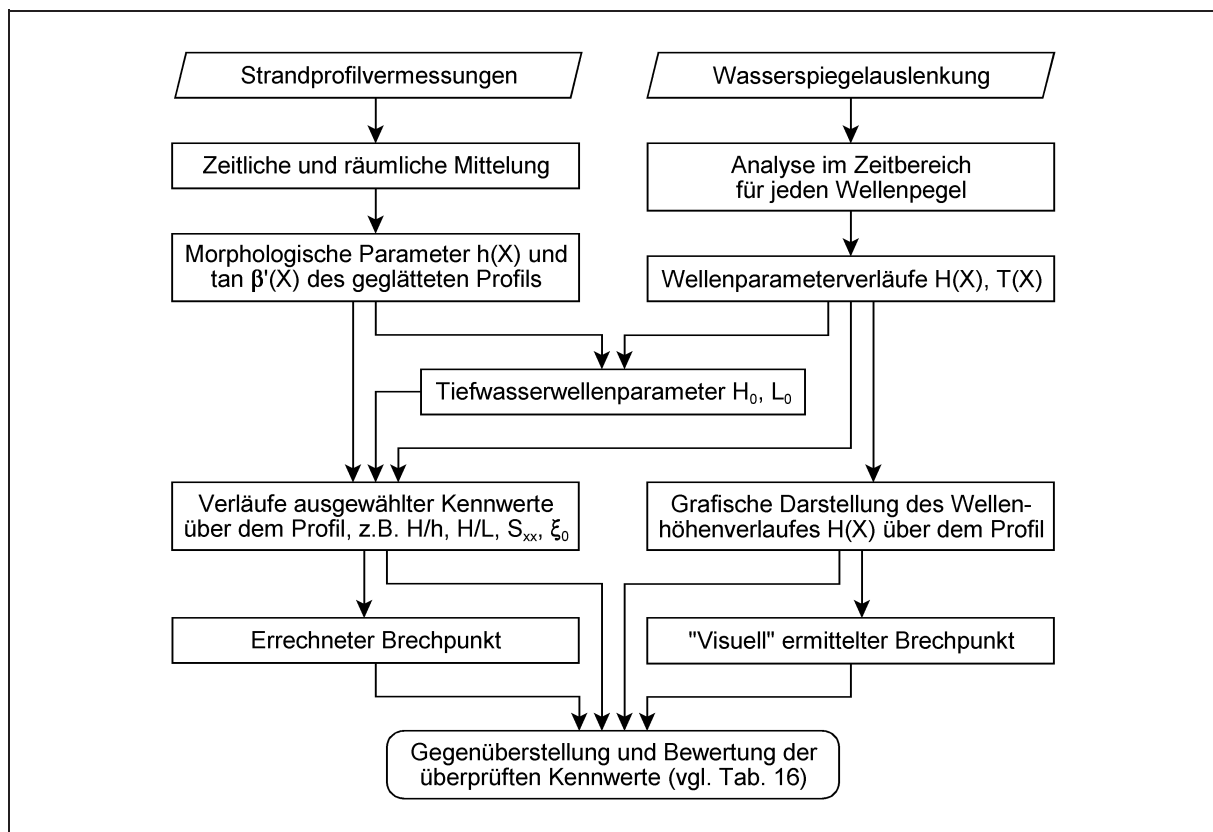 Strandprofilvermessungen
Wasserspiegelauslenkung
Zeitliche und räumliche Mittelung
Analyse im Zeitbereich
für jeden Wellenpegel
Morphologische Parameter h(X) und
tan β'(X) des geglätteten Profils
Wellenparameterverläufe H(X), T(X)
Tiefwasserwellenparameter H₀, L₀
Verläufe ausgewählter Kennwerte
über dem Profil, z.B. H/h, H/L, Sₓₓ, ξ₀
Grafische Darstellung des Wellen-
höhenverlaufes H(X) über dem Profil
Errechneter Brechpunkt
"Visuell" ermittelter Brechpunkt
Gegenüberstellung und Bewertung der
überprüften Kennwerte (vgl. Tab. 16)